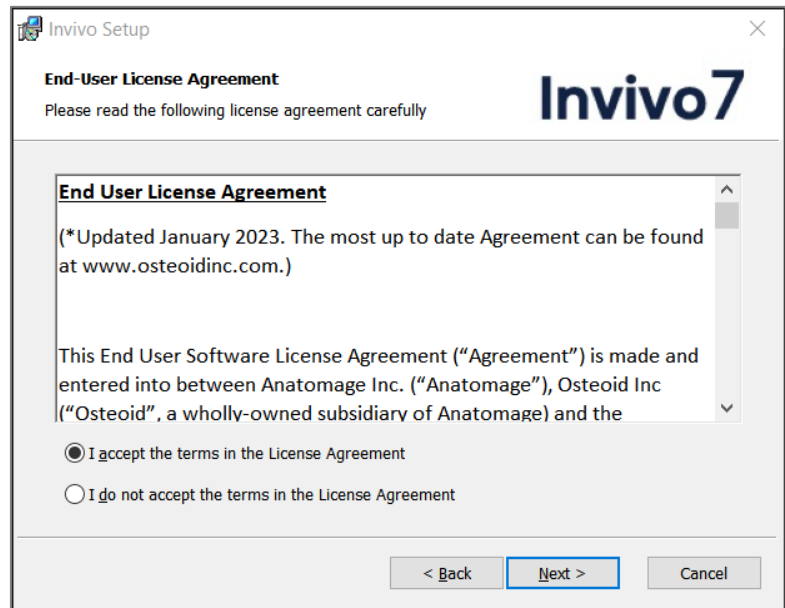 Invivo Setup
End-User License Agreement
Please read the following license agreement carefully
Invivo7
End User License Agreement
(*Updated January 2023. The most up to date Agreement can be found
at www.osteoidinc.com.)
This End User Software License Agreement (“Agreement”) is made and
entered into between Anatomage Inc. (“Anatomage”), Osteoid Inc
(“Osteoid”, a wholly-owned subsidiary of Anatomage) and the
I accept the terms in the License Agreement
I do not accept the terms in the License Agreement
< Back Next > Cancel